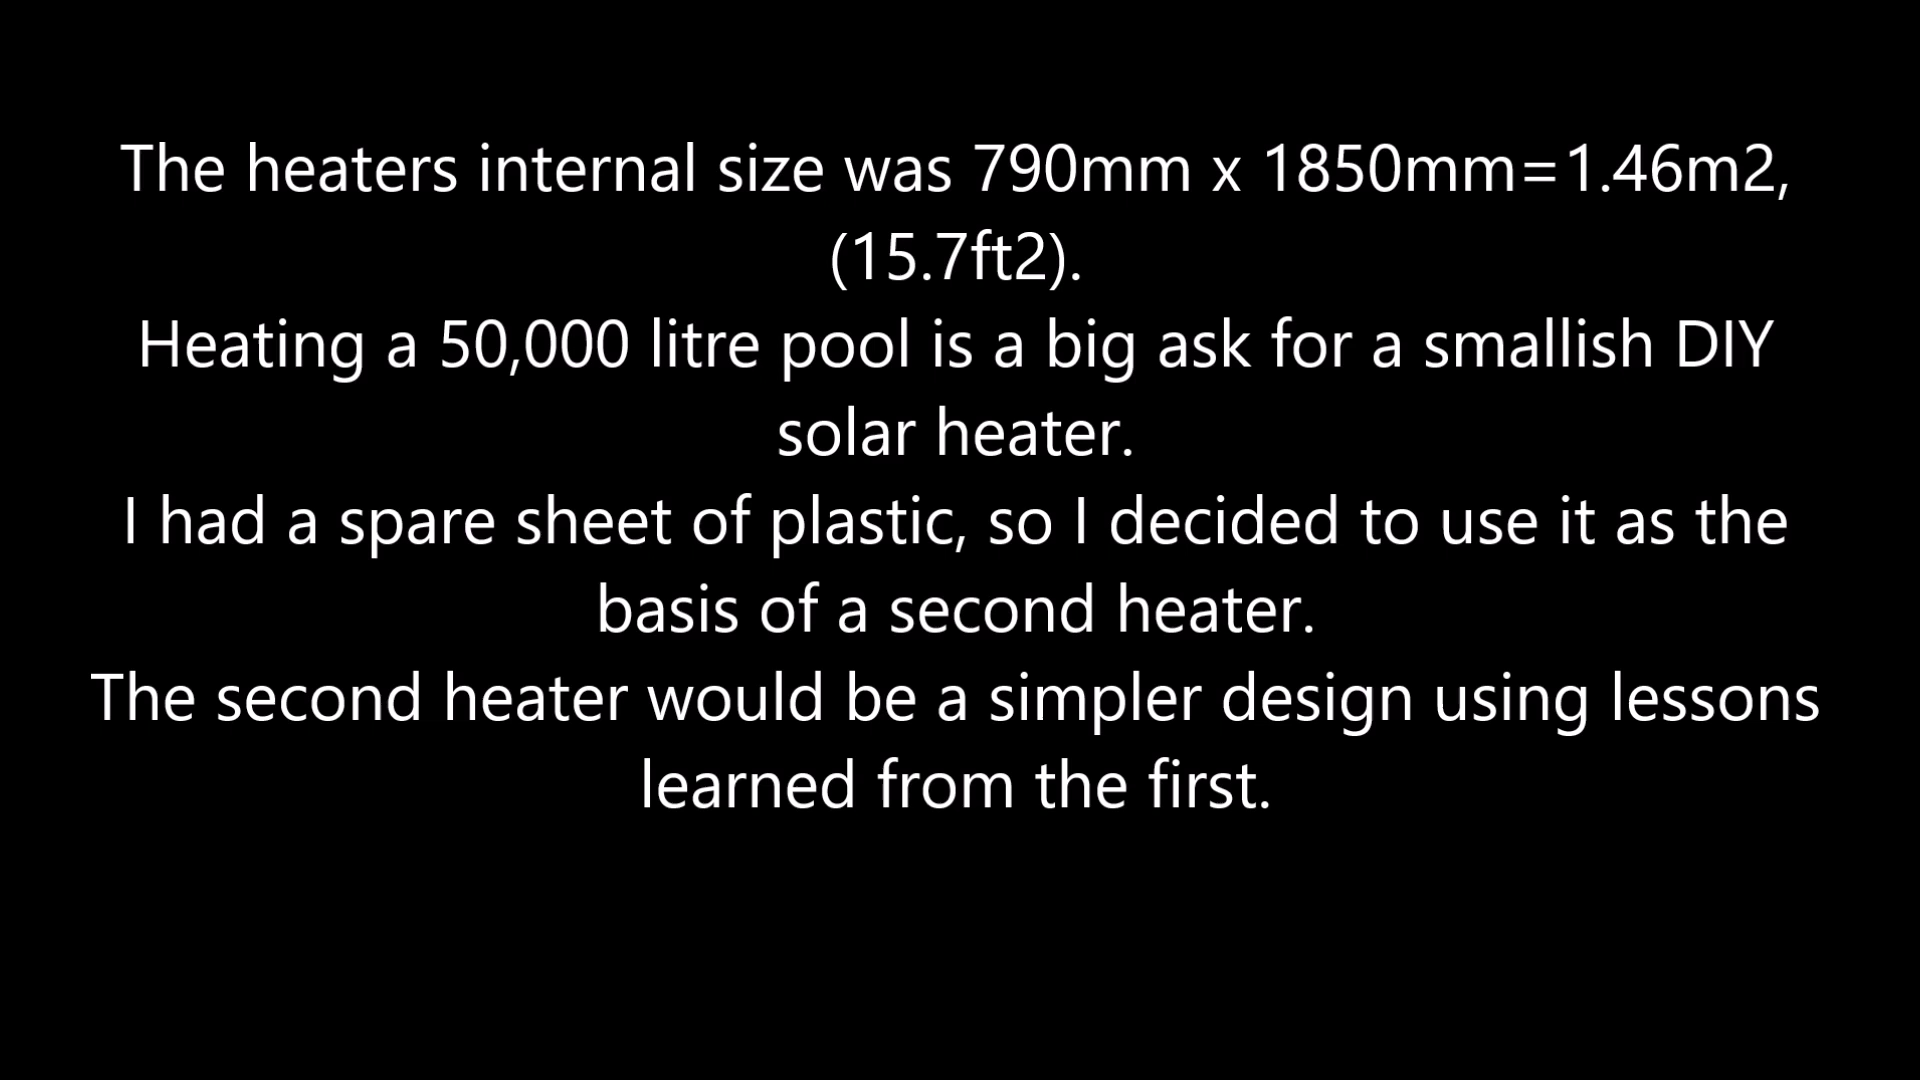 The heaters internal size was 790mm x 1850mm=1.46m2,
(15.7ft2).
Heating a 50,000 litre pool is a big ask for a smallish DIY
solar heater.
I had a spare sheet of plastic, so I decided to use it as the
basis of a second heater.
The second heater would be a simpler design using lessons
learned from the first.